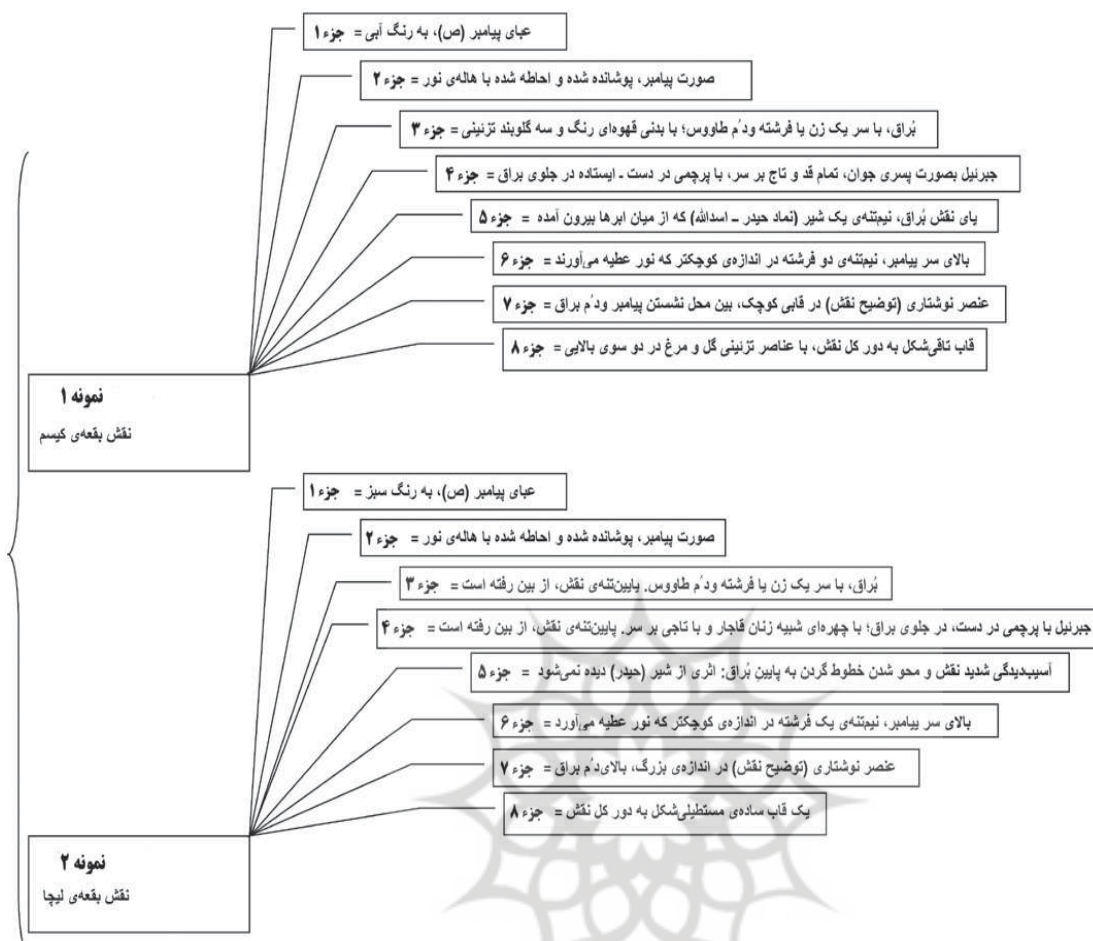 جزء ۱ = عبای پیامبر (ص)، به رنگ آبی
جزء ۲ = صورت پیامبر، پوشانده شده و احاطه شده با هاله‌ی نور
جزء ۳ = بُراق، با سر یک زن یا فرشته ودُم طاووس؛ با بدنی قهوه‌ای رنگ و سه گلوبند تزئینی
جزء ۴ = جبرئیل بصورت پسری جوان، تمام قد و تاج بر سر، با پرچمی در دست ـ ایستاده در جلوی براق
جزء ۵ = پای نقش بُراق، نیم‌تنه‌ی یک شیر (نماد حیدر ـ اسدالله) که از میان ابرها بیرون آمده
جزء ۶ = بالای سر پیامبر، نیم‌تنه‌ی دو فرشته در اندازه‌ی کوچکتر که نور عطیه می‌آورند
جزء ۷ = عنصر نوشتاری (توضیح نقش) در قابی کوچک، بین محل نشستن پیامبر ودُم براق
جزء ۸ = قاب تاقی‌شکل به دور کل نقش، با عناصر تزئینی گل و مرغ در دو سوی بالایی
نمونه ۱
نقش بقعه‌ی کیسم
جزء ۱ = عبای پیامبر (ص)، به رنگ سبز
جزء ۲ = صورت پیامبر، پوشانده شده و احاطه شده با هاله‌ی نور
جزء ۳ = بُراق، با سر یک زن یا فرشته ودُم طاووس. پایین‌تنه‌ی نقش، از بین رفته است
جزء ۴ = جبرئیل با پرچمی در دست، در جلوی براق؛ با چهره‌ای شبیه زنان قاجار و با تاجی بر سر. پایین‌تنه‌ی نقش، از بین رفته است
جزء ۵ = آسیب‌دیدگی شدید نقش و محو شدن خطوط گردن به پایینِ بُراق: اثری از شیر (حیدر) دیده نمی‌شود
جزء ۶ = بالای سر پیامبر، نیم‌تنه‌ی یک فرشته در اندازه‌ی کوچکتر که نور عطیه می‌آورد
جزء ۷ = عنصر نوشتاری (توضیح نقش) در اندازه‌ی بزرگ، بالای‌دُم براق
جزء ۸ = یک قاب ساده‌ی مستطیلی‌شکل به دور کل نقش
نمونه ۲
نقش بقعه‌ی لیچا